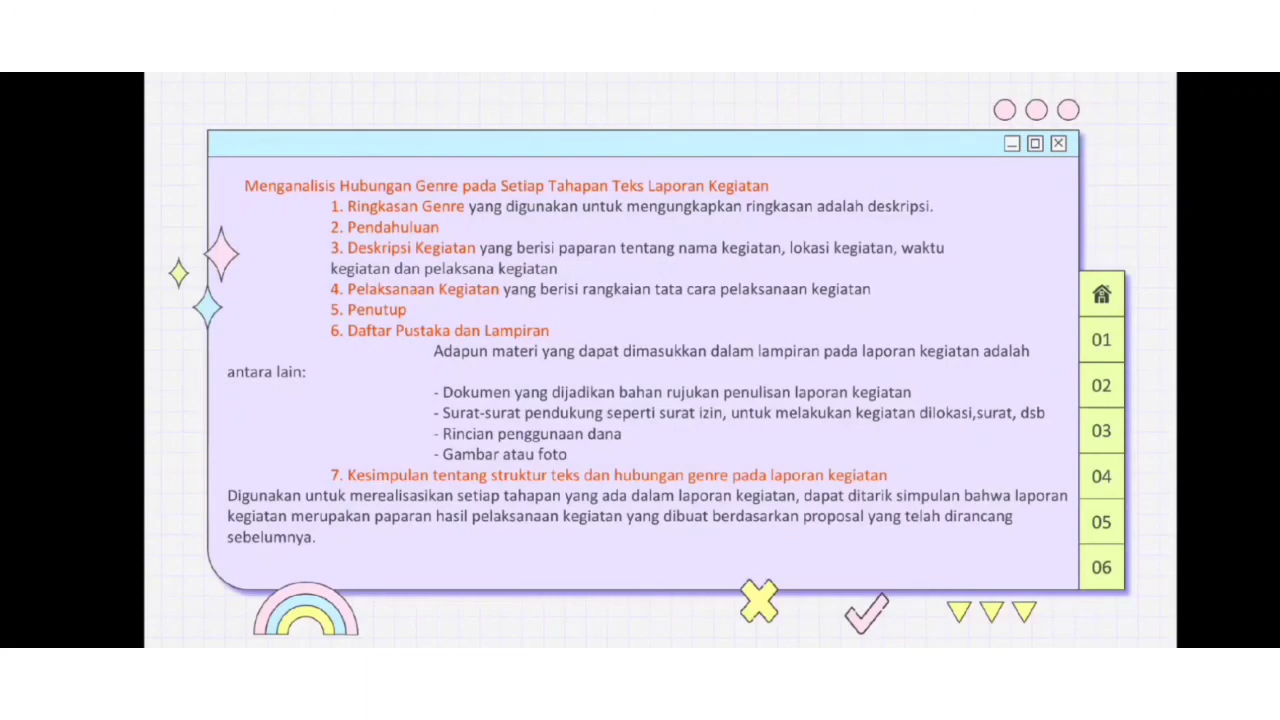 Menganalisis Hubungan Genre pada Setiap Tahapan Teks Laporan Kegiatan
1. Ringkasan Genre yang digunakan untuk mengungkapkan ringkasan adalah deskripsi.
2. Pendahuluan
3. Deskripsi Kegiatan yang berisi paparan tentang nama kegiatan, lokasi kegiatan, waktu
kegiatan dan pelaksana kegiatan
4. Pelaksanaan Kegiatan yang berisi rangkaian tata cara pelaksanaan kegiatan
5. Penutup
6. Daftar Pustaka dan Lampiran
Adapun materi yang dapat dimasukkan dalam lampiran pada laporan kegiatan adalah
antara lain:
- Dokumen yang dijadikan bahan rujukan penulisan laporan kegiatan
- Surat-surat pendukung seperti surat izin, untuk melakukan kegiatan dilokasi,surat, dsb
- Rincian penggunaan dana
- Gambar atau foto
7. Kesimpulan tentang struktur teks dan hubungan genre pada laporan kegiatan
Digunakan untuk merealisasikan setiap tahapan yang ada dalam laporan kegiatan, dapat ditarik simpulan bahwa laporan
kegiatan merupakan paparan hasil pelaksanaan kegiatan yang dibuat berdasarkan proposal yang telah dirancang
sebelumnya.
01
02
03
04
05
06